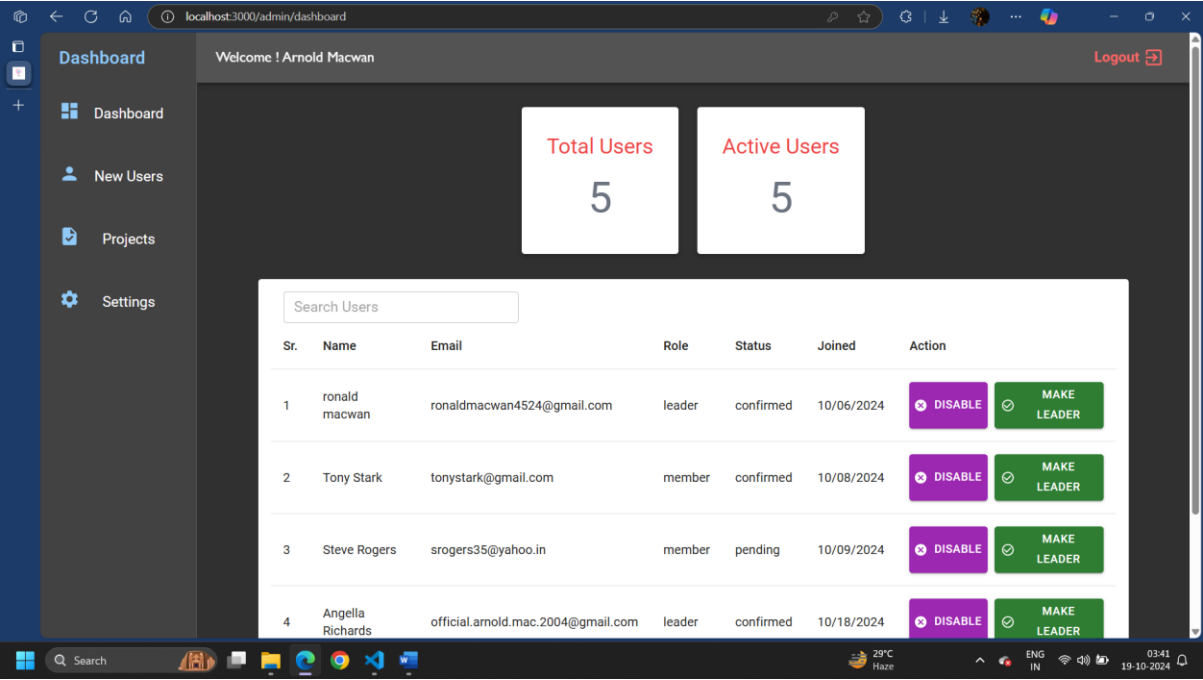 localhost:3000/admin/dashboard
Dashboard
Welcome ! Arnold Macwan
Logout
Dashboard
New Users
Projects
Settings
Total Users
5
Active Users
5
Search Users
Sr. Name Email Role Status Joined Action
1 ronald macwan ronaldmacwan4524@gmail.com leader confirmed 10/06/2024 DISABLE MAKE LEADER
2 Tony Stark tonystark@gmail.com member confirmed 10/08/2024 DISABLE MAKE LEADER
3 Steve Rogers srogers35@yahoo.in member pending 10/09/2024 DISABLE MAKE LEADER
4 Angella Richards official.arnold.mac.2004@gmail.com leader confirmed 10/18/2024 DISABLE MAKE LEADER
Search
29°C
Haze
ENG
IN
03:41
19-10-2024